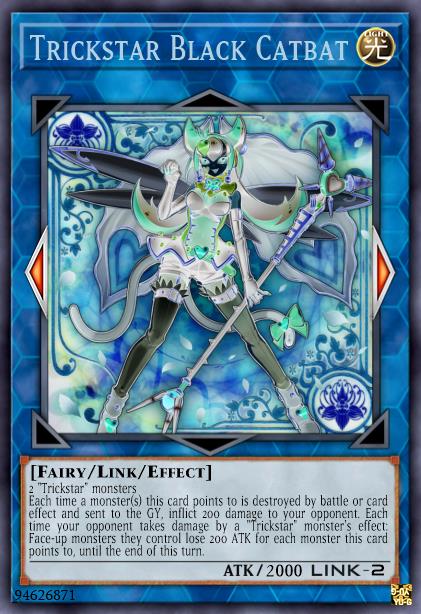 Trickstar Black Catbat
LIGHT
光
[Fairy/Link/Effect]
2 "Trickstar" monsters
Each time a monster(s) this card points to is destroyed by battle or card
effect and sent to the GY, inflict 200 damage to your opponent. Each
time your opponent takes damage by a "Trickstar" monster's effect:
Face-up monsters they control lose 200 ATK for each monster this card
points to, until the end of this turn.
ATK/2000 LINK-2
94626871